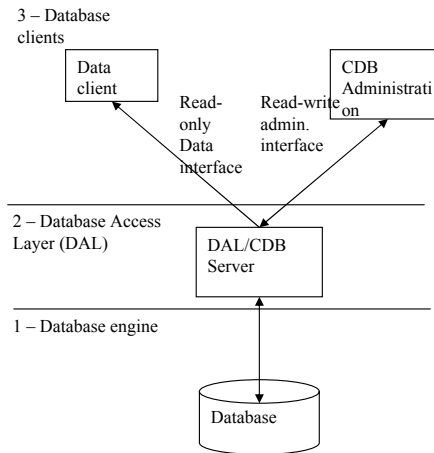 3 – Database
clients
Data
client
CDB
Administrati
on
Read-
only
Data
interface
Read-write
admin.
interface
2 – Database Access
Layer (DAL)
DAL/CDB
Server
1 – Database engine
Database